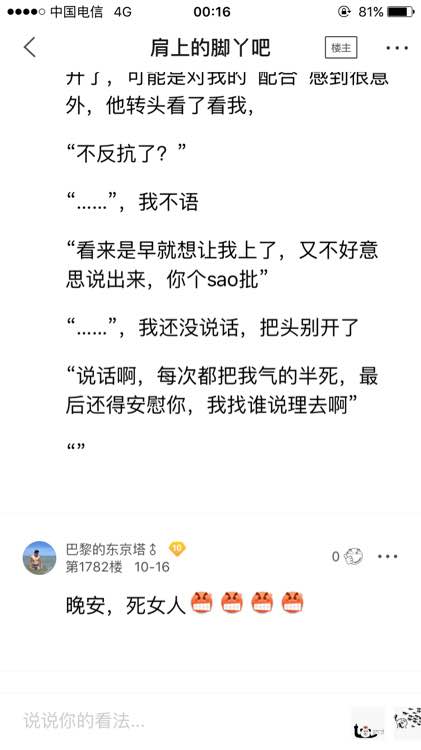 中国电信 4G 00:16 81%
肩上的脚丫吧 楼主
开了，可能是对我的“配合”感到很意
外，他转头看了看我，
“不反抗了？”
“……”，我不语
“看来是早就想让我上了，又不好意
思说出来，你个sao批”
“……”，我还没说话，把头别开了
“说话啊，每次都把我气的半死，最
后还得安慰你，我找谁说理去啊”
“”
巴黎的东京塔♂ 10
第1782楼 10-16 0
晚安，死女人😡😡😡😡
说说你的看法...